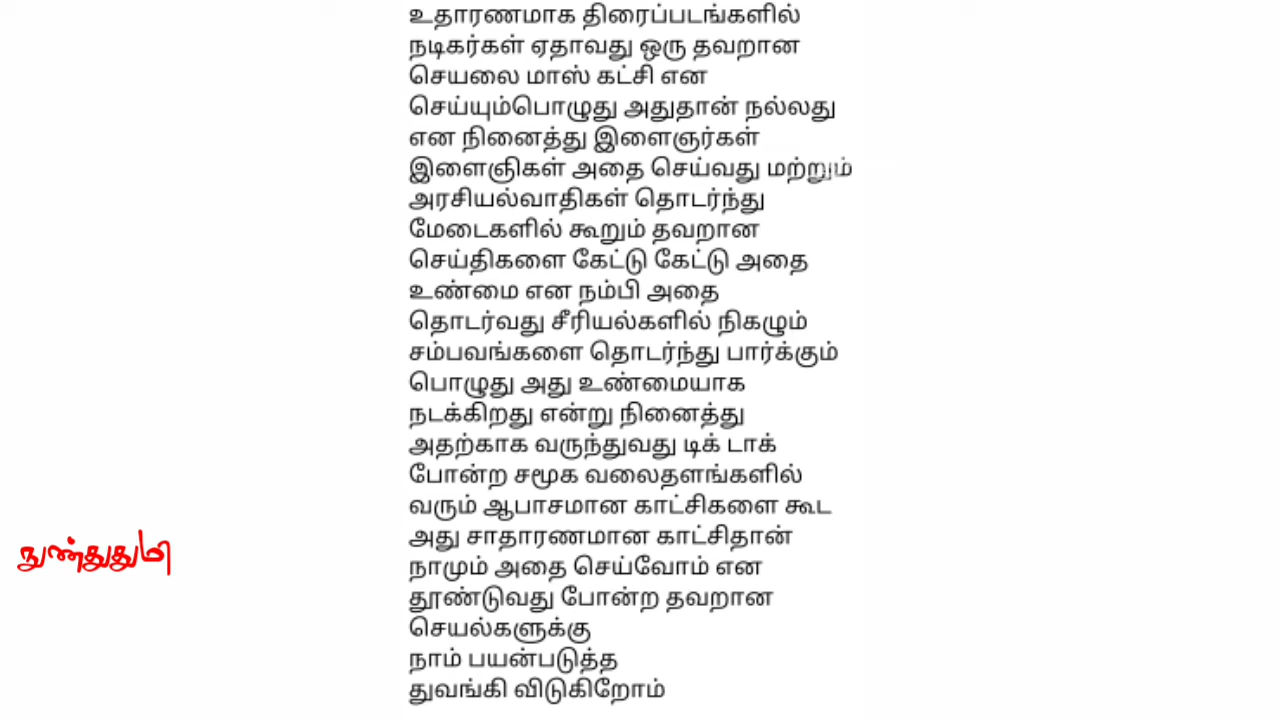 உதாரணமாக திரைப்படங்களில்
நடிகர்கள் ஏதாவது ஒரு தவறான
செயலை மாஸ் கட்சி என
செய்யும்பொழுது அதுதான் நல்லது
என நினைத்து இளைஞர்கள்
இளைஞிகள் அதை செய்வது மற்றும்
அரசியல்வாதிகள் தொடர்ந்து
மேடைகளில் கூறும் தவறான
செய்திகளை கேட்டு கேட்டு அதை
உண்மை என நம்பி அதை
தொடர்வது சீரியல்களில் நிகழும்
சம்பவங்களை தொடர்ந்து பார்க்கும்
பொழுது அது உண்மையாக
நடக்கிறது என்று நினைத்து
அதற்காக வருந்துவது டிக் டாக்
போன்ற சமூக வலைதளங்களில்
வரும் ஆபாசமான காட்சிகளை கூட
அது சாதாரணமான காட்சிதான்
நாமும் அதை செய்வோம் என
தூண்டுவது போன்ற தவறான
செயல்களுக்கு
நாம் பயன்படுத்த
துவங்கி விடுகிறோம்